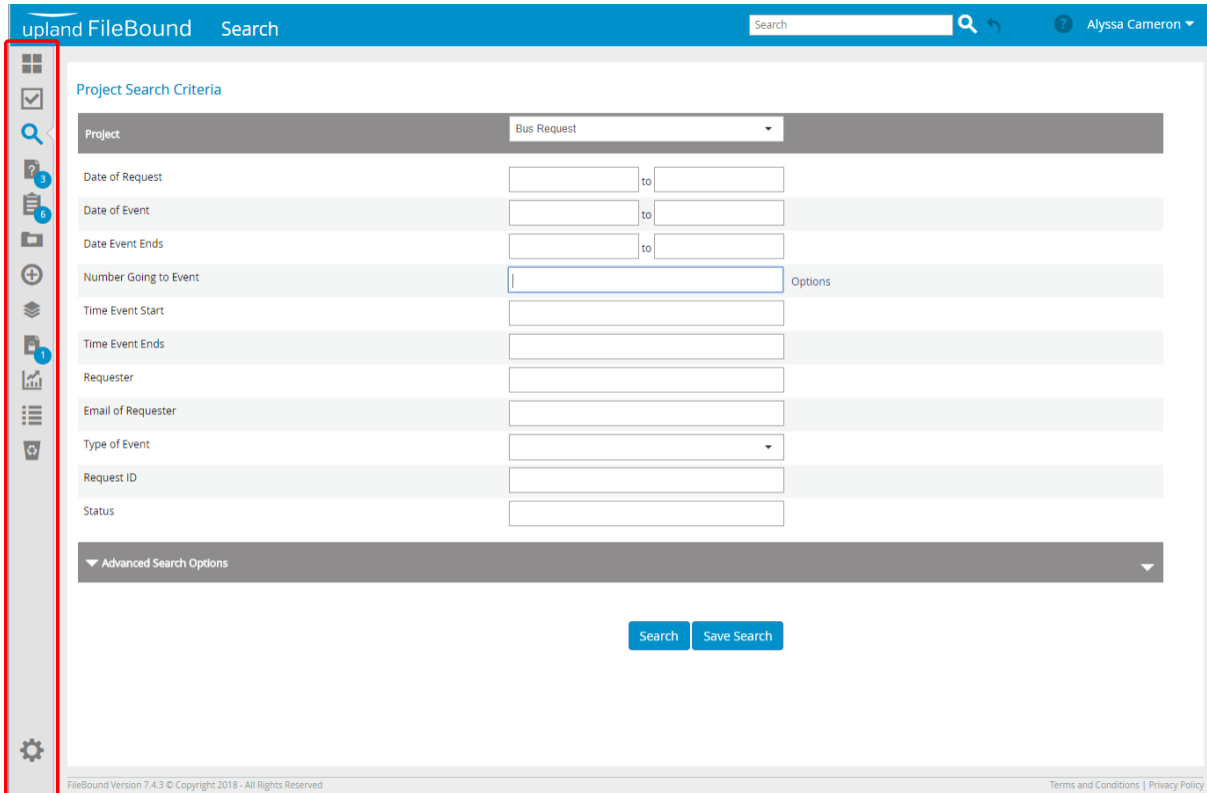 upland FileBound Search Search ? Alyssa Cameron
Project Search Criteria
Project Bus Request
? 3
Date of Request to
6
Date of Event to
Date Event Ends to
Number Going to Event Options
Time Event Start
Time Event Ends
1
Requester
Email of Requester
Type of Event
Request ID
Status
Advanced Search Options
Search Save Search
FileBound Version 7.4.3 © Copyright 2018 - All Rights Reserved Terms and Conditions | Privacy Policy